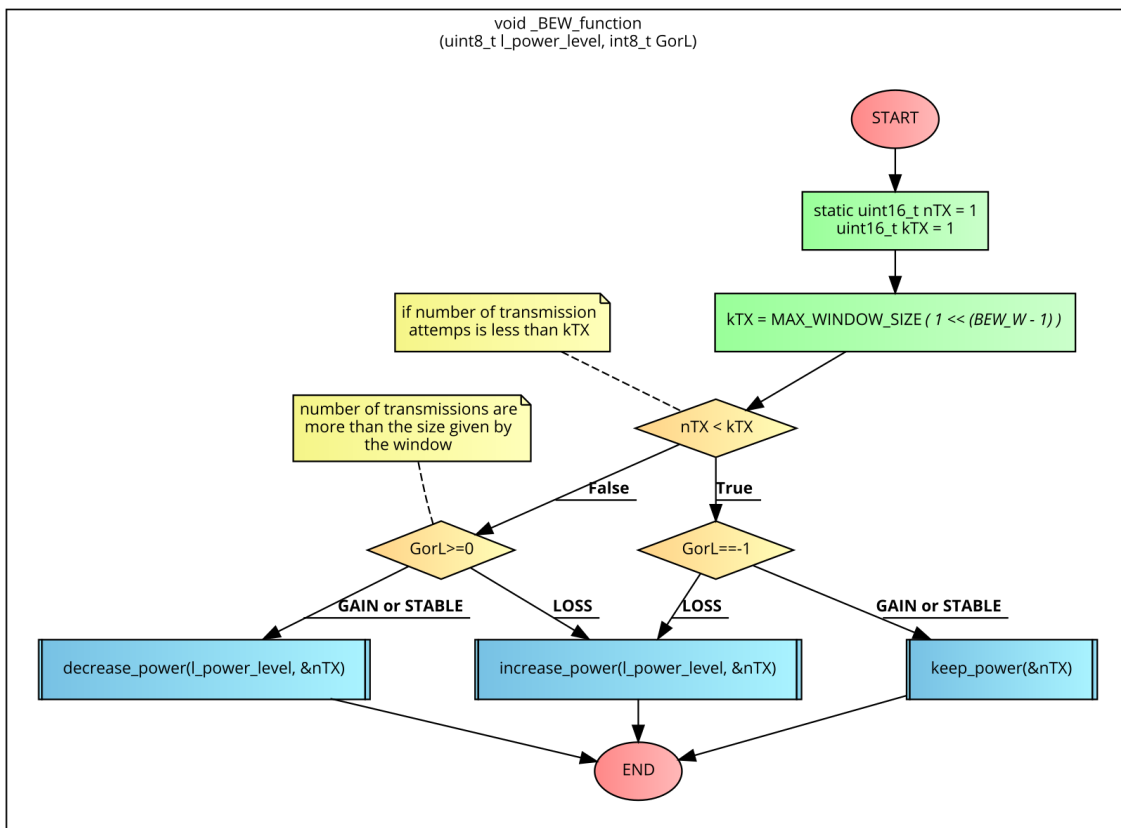 void _BEW_function
(uint8_t l_power_level, int8_t GorL)
START
static uint16_t nTX = 1
uint16_t kTX = 1
kTX = MAX_WINDOW_SIZE ( 1 << (BEW_W - 1) )
if number of transmission
attemps is less than kTX
nTX < kTX
number of transmissions are
more than the size given by
the window
False
True
GorL>=0
GorL==-1
GAIN or STABLE
LOSS
LOSS
GAIN or STABLE
decrease_power(l_power_level, &nTX)
increase_power(l_power_level, &nTX)
keep_power(&nTX)
END